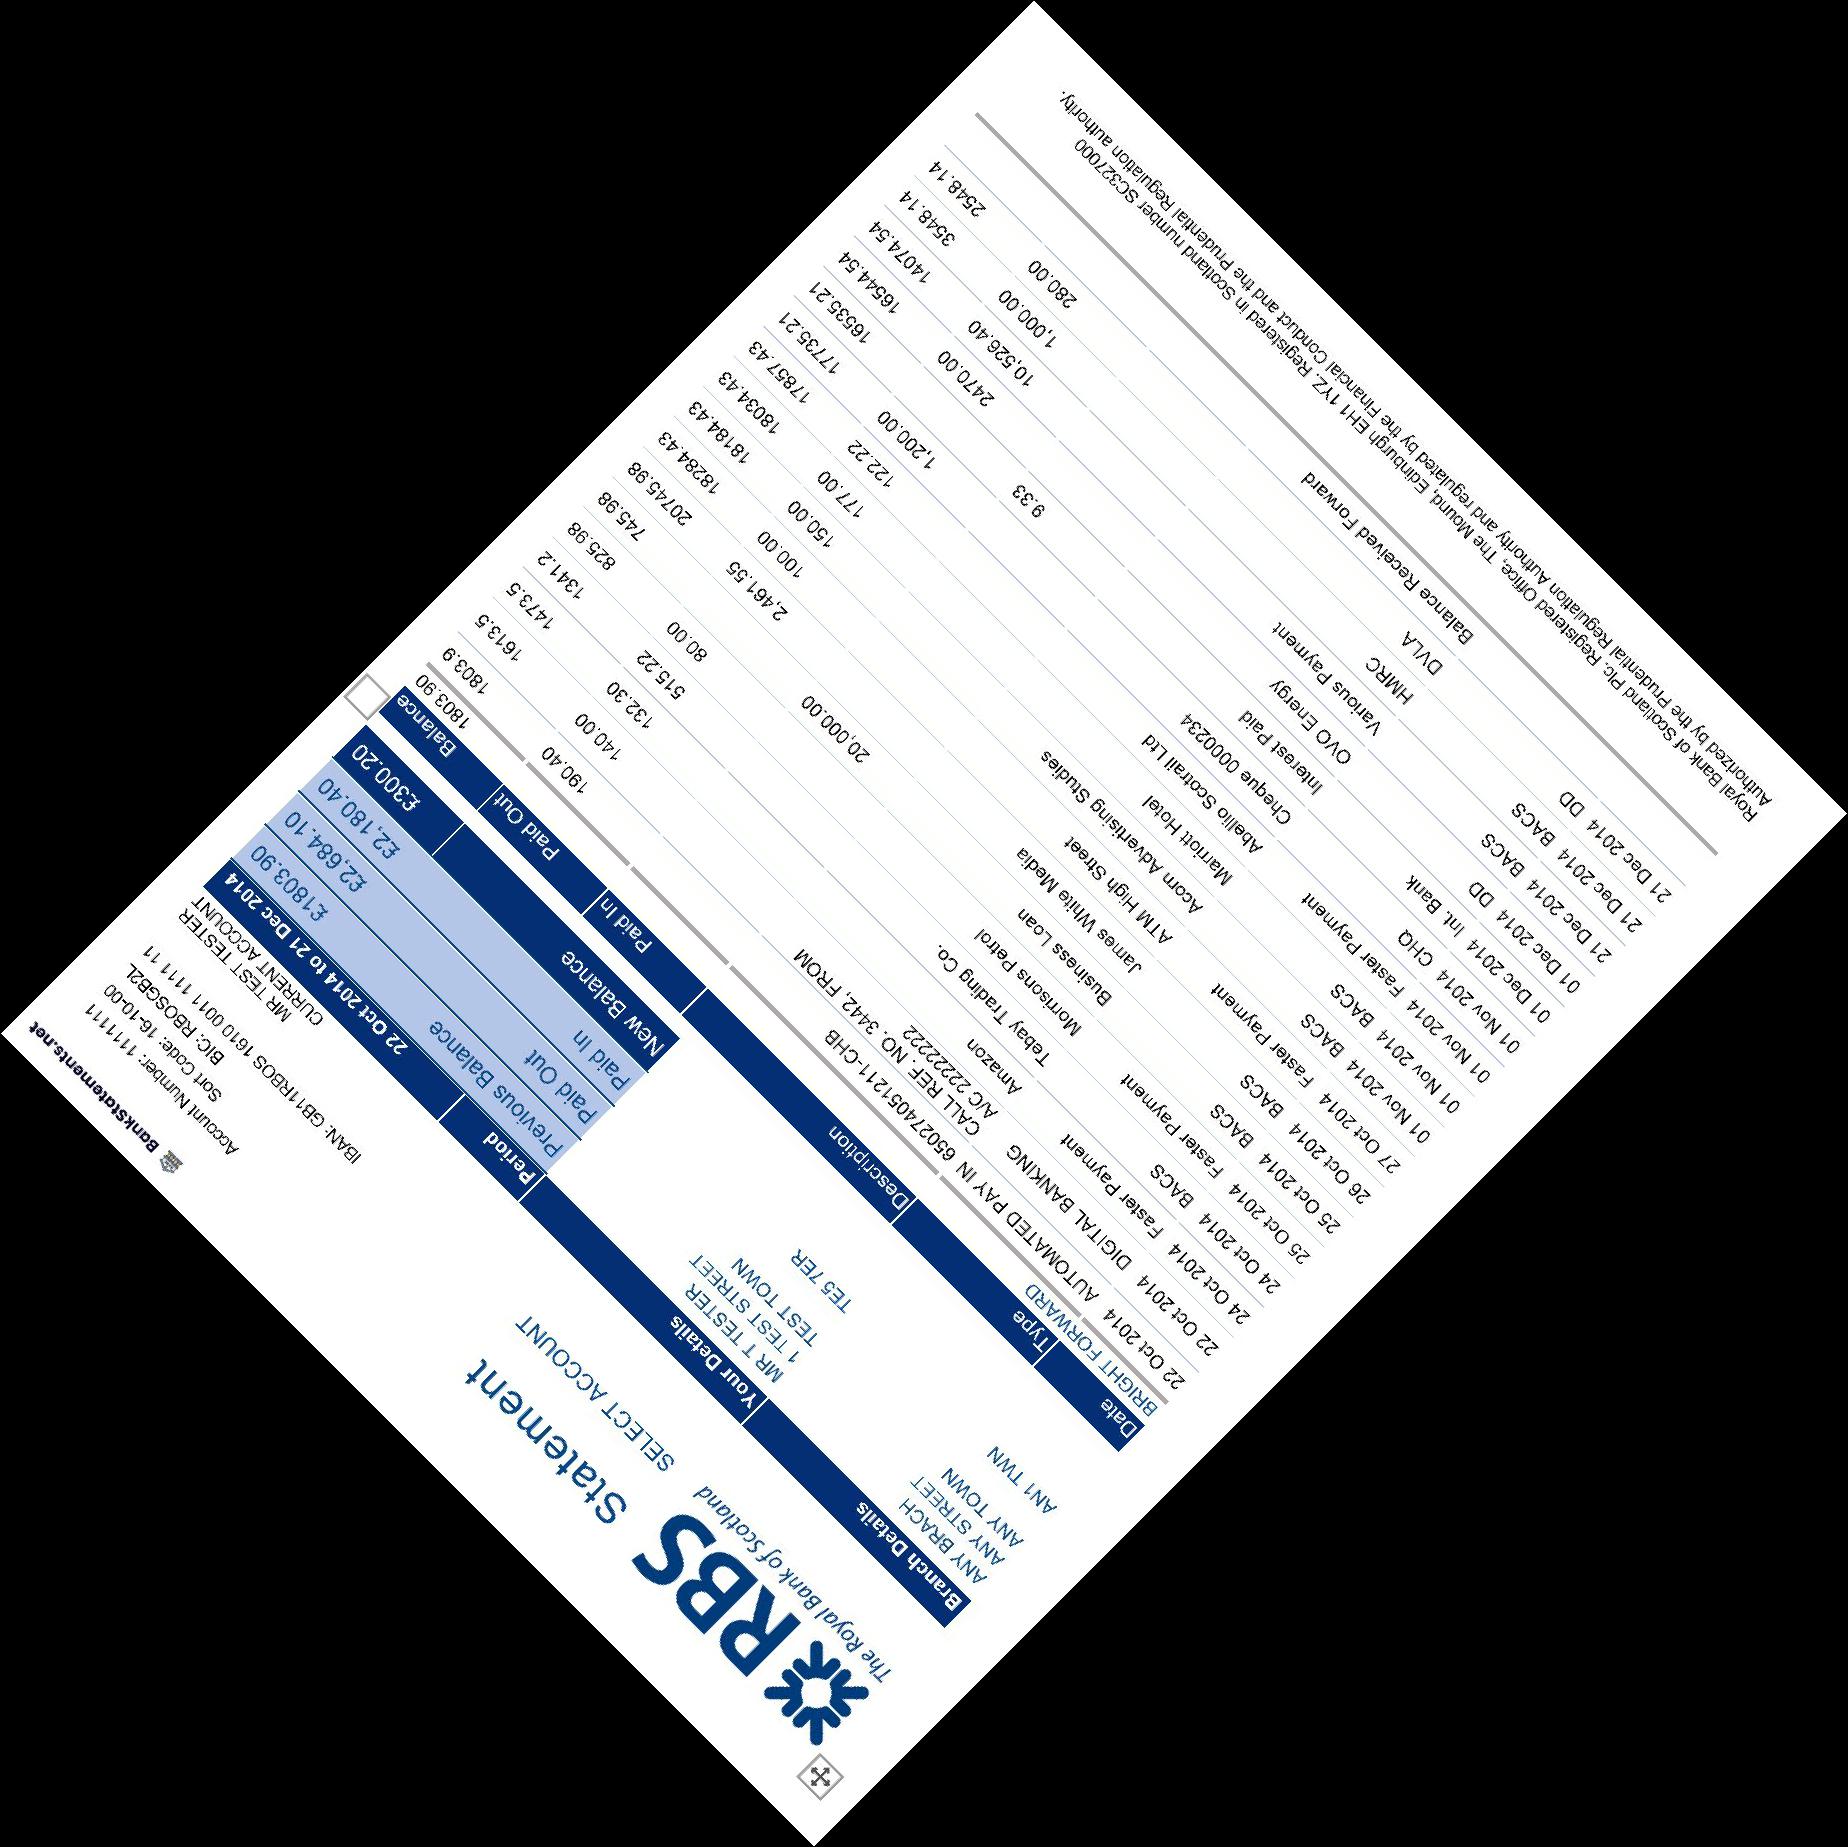 BankStatements.net
RBS
The Royal Bank of Scotland
Statement
SELECT ACCOUNT
Account Number: 111111
Sort Code: 16-10-00
BIC: RBOSGB2L
IBAN: GB11RBOS 1610 0011 1111 11
MR TEST TESTER
CURRENT ACCOUNT
Branch Details Your Details Period 22 Oct 2014 to 21 Dec 2014
ANY BRACH
ANY STREET
ANY TOWN
AN1 TWN
MR T TESTER
1 TEST STREET
TEST TOWN
TE5 7ER
Previous Balance £1803.90
Paid Out £2,684.10
Paid In £2,180.40
New Balance £300.20
Date Type Description Paid In Paid Out Balance
BRIGHT FORWARD 1803.90
22 Oct 2014 AUTOMATED PAY IN 650274051211-CHB 190.40 1803.9
CALL REF. NO. 3442, FROM
22 Oct 2014 DIGITAL BANKING A/C 22222222 140.00 1613.5
24 Oct 2014 Faster Payment Amazon 132.30 1473.5
24 Oct 2014 BACS Tebay Trading Co. 515.22 1341.2
25 Oct 2014 Faster Payment Morrisons Petrol 80.00 825.98
25 Oct 2014 BACS Business Loan 20,000.00 745.98
26 Oct 2014 BACS James White Media 2,461.55 20745.98
27 Oct 2014 Faster Payment ATM High Street 100.00 18284.43
01 Nov 2014 BACS Acorn Advertising Studies 150.00 18184.43
01 Nov 2014 BACS Marriott Hotel 177.00 18034.43
01 Nov 2014 Faster Payment Abellio Scotrail Ltd 122.22 17857.43
01 Nov 2014 CHQ Cheque 0000234 1,200.00 17735.21
01 Dec 2014 Int. Bank Interest Paid 9.33 16535.21
01 Dec 2014 DD OVO Energy 2470.00 16544.54
21 Dec 2014 BACS Various Payment 10,526.40 14074.54
21 Dec 2014 BACS HMRC 1,000.00 3548.14
21 Dec 2014 DD DVLA 280.00 2548.14
Balance Received Forward
Royal Bank of Scotland Plc. Registered Office, The Mound, Edinburgh EH1 1YZ. Registered in Scotland number SC327000
Authorized by the Prudential Regulation Authority and regulated by the Financial Conduct and the Prudential Regulation authority.